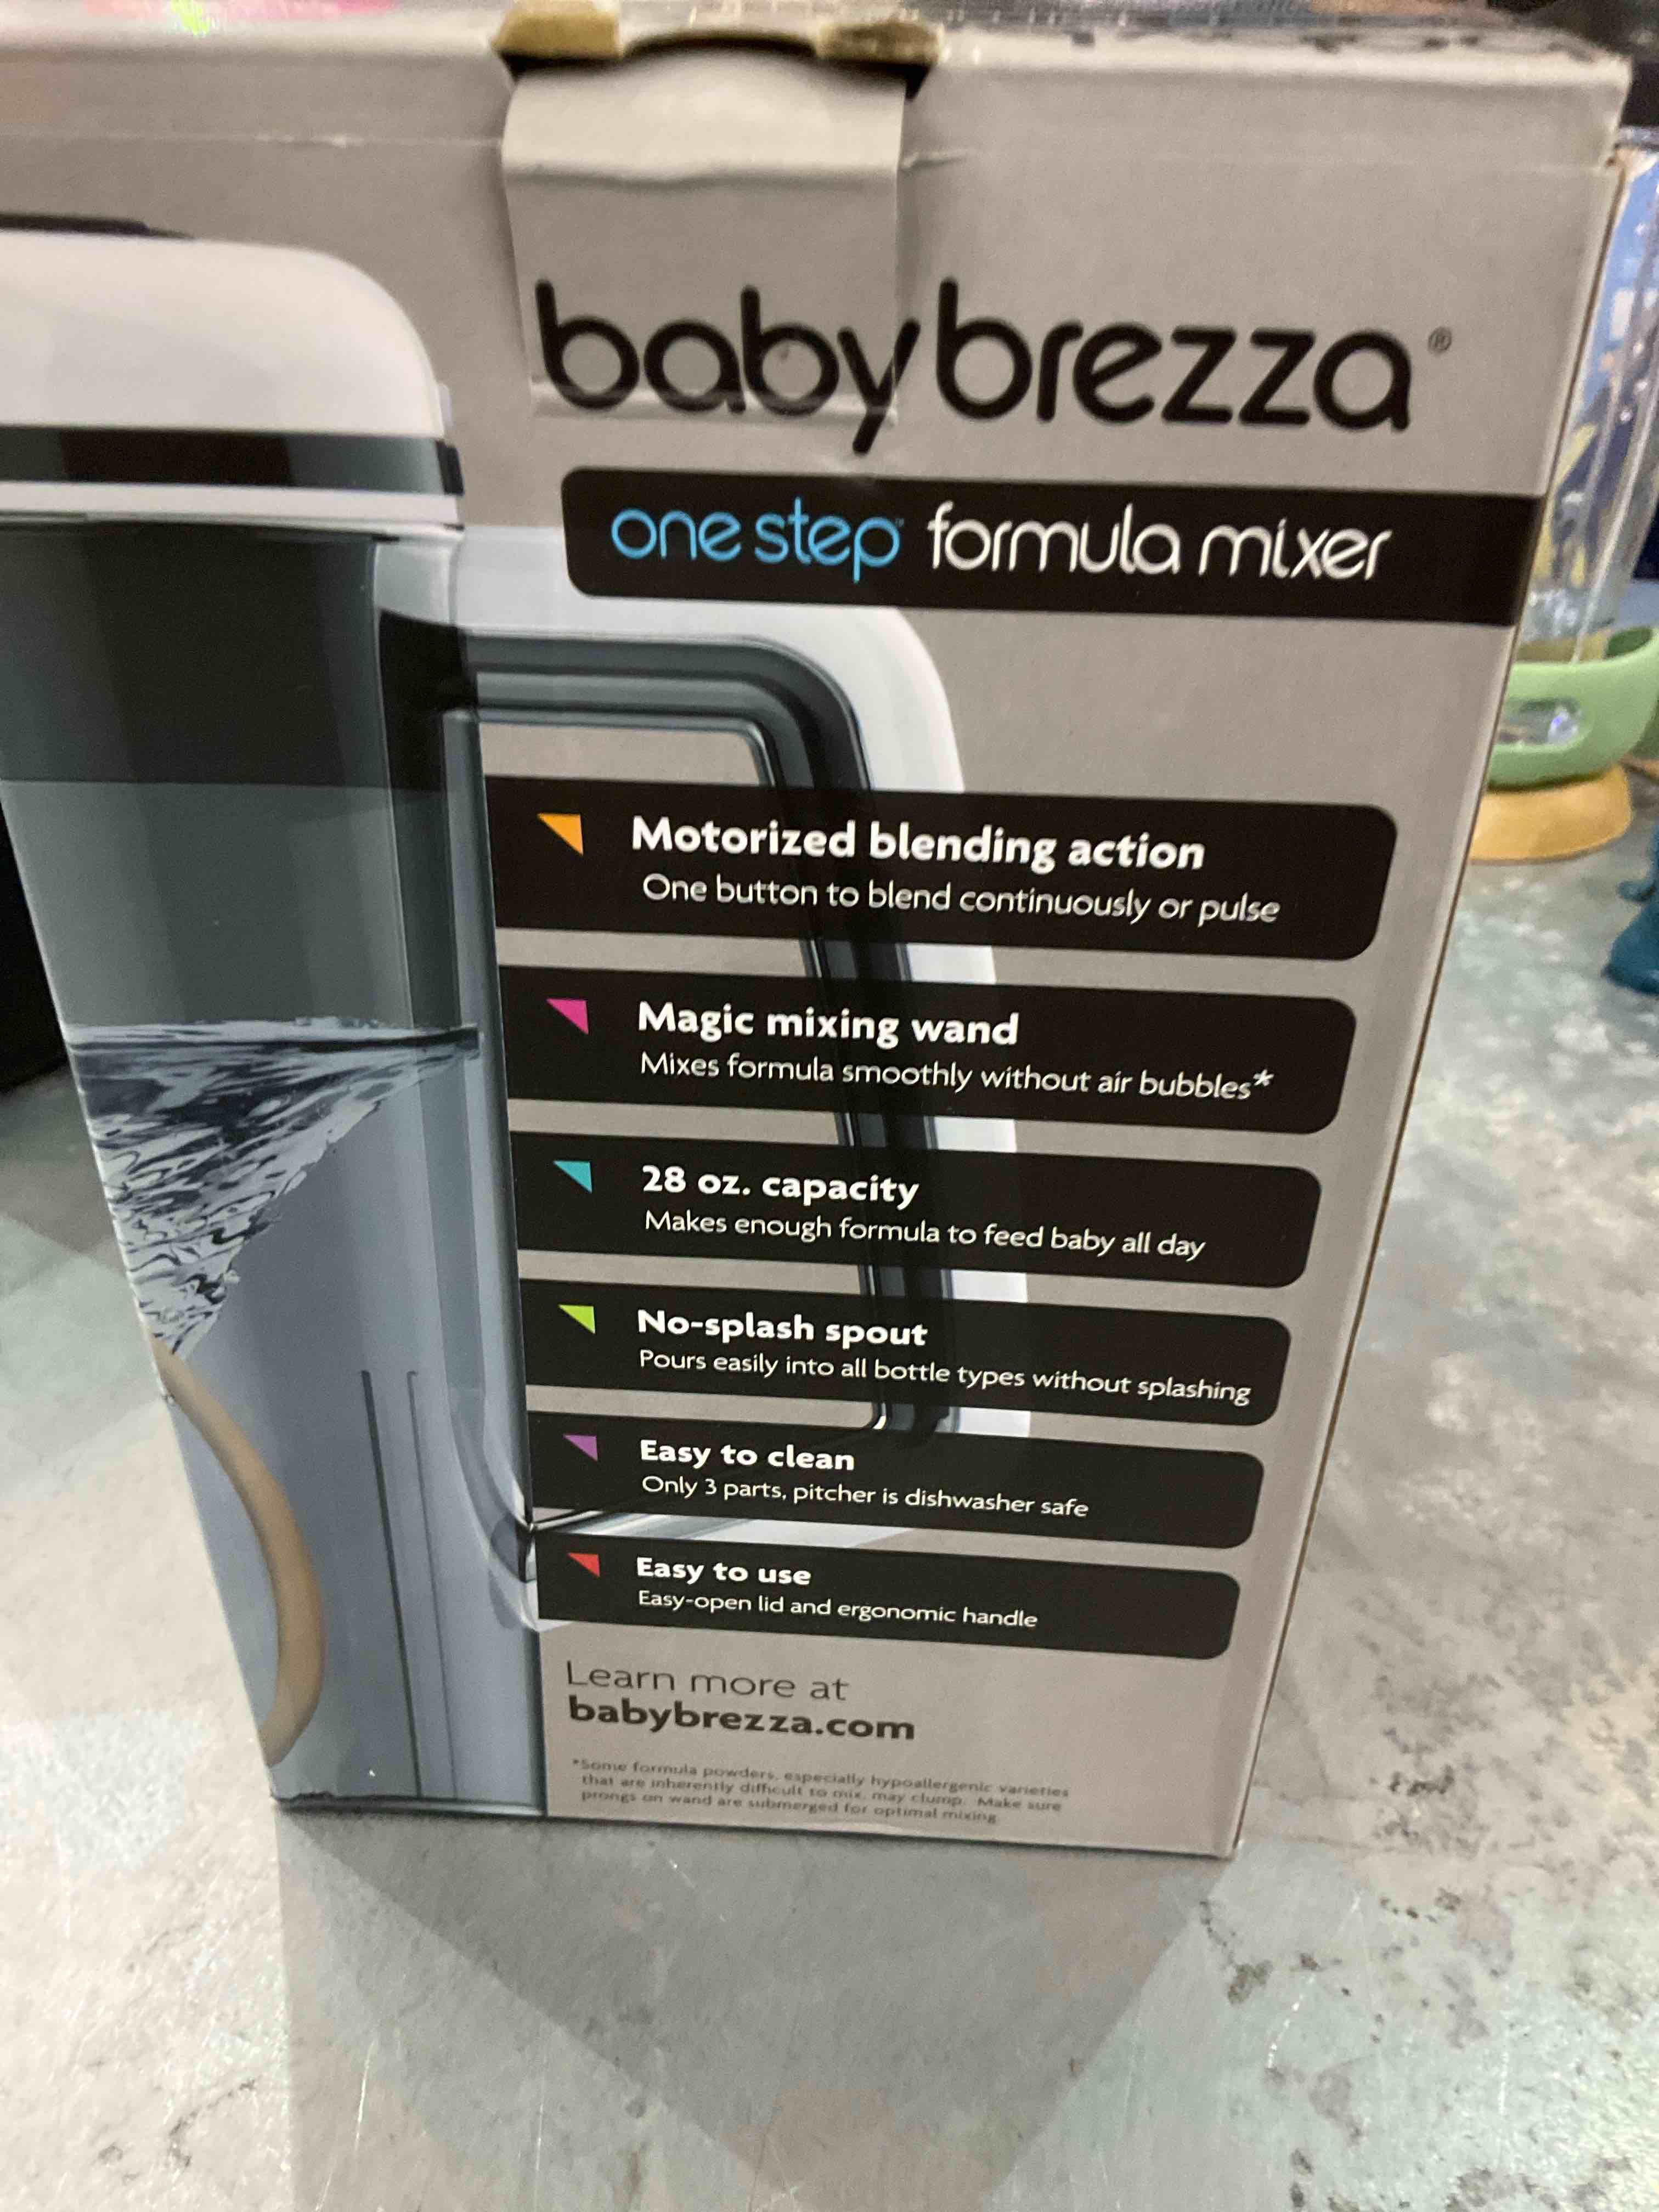 babybrezza®
one step™ formula mixer
Motorized blending action
One button to blend continuously or pulse
Magic mixing wand
Mixes formula smoothly without air bubbles*
28 oz. capacity
Makes enough formula to feed baby all day
No-splash spout
Pours easily into all bottle types without splashing
Easy to clean
Only 3 parts, pitcher is dishwasher safe
Easy to use
Easy-open lid and ergonomic handle
Learn more at
babybrezza.com
*Some formula powders, especially hypoallergenic varieties
that are inherently difficult to mix, may clump. Make sure
prongs on wand are submerged for optimal mixing.